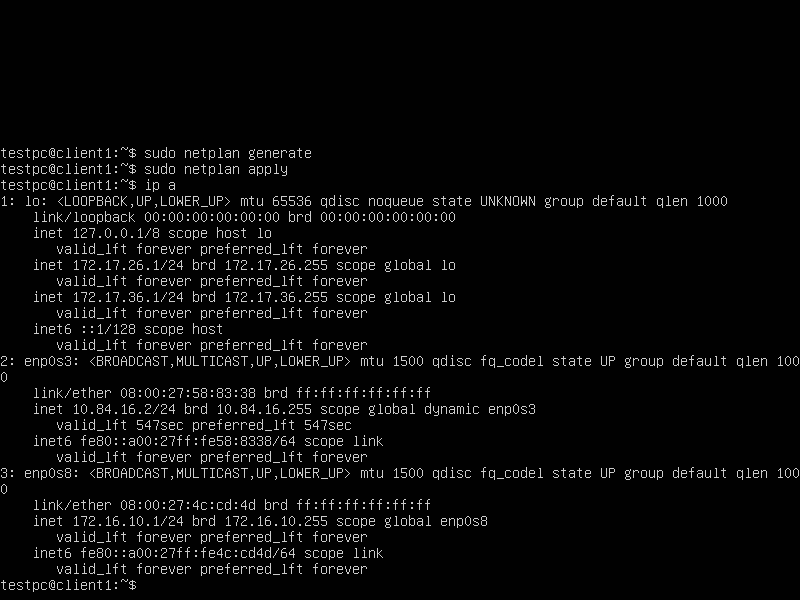 testpc@client1:~$ sudo netplan generate
testpc@client1:~$ sudo netplan apply
testpc@client1:~$ ip a
1: lo: <LOOPBACK,UP,LOWER_UP> mtu 65536 qdisc noqueue state UNKNOWN group default qlen 1000
    link/loopback 00:00:00:00:00:00 brd 00:00:00:00:00:00
    inet 127.0.0.1/8 scope host lo
       valid_lft forever preferred_lft forever
    inet 172.17.26.1/24 brd 172.17.26.255 scope global lo
       valid_lft forever preferred_lft forever
    inet 172.17.36.1/24 brd 172.17.36.255 scope global lo
       valid_lft forever preferred_lft forever
    inet6 ::1/128 scope host
       valid_lft forever preferred_lft forever
2: enp0s3: <BROADCAST,MULTICAST,UP,LOWER_UP> mtu 1500 qdisc fq_codel state UP group default qlen 100
0
    link/ether 08:00:27:58:83:38 brd ff:ff:ff:ff:ff:ff
    inet 10.84.16.2/24 brd 10.84.16.255 scope global dynamic enp0s3
       valid_lft 547sec preferred_lft 547sec
    inet6 fe80::a00:27ff:fe58:8338/64 scope link
       valid_lft forever preferred_lft forever
3: enp0s8: <BROADCAST,MULTICAST,UP,LOWER_UP> mtu 1500 qdisc fq_codel state UP group default qlen 100
0
    link/ether 08:00:27:4c:cd:4d brd ff:ff:ff:ff:ff:ff
    inet 172.16.10.1/24 brd 172.16.10.255 scope global enp0s8
       valid_lft forever preferred_lft forever
    inet6 fe80::a00:27ff:fe4c:cd4d/64 scope link
       valid_lft forever preferred_lft forever
testpc@client1:~$